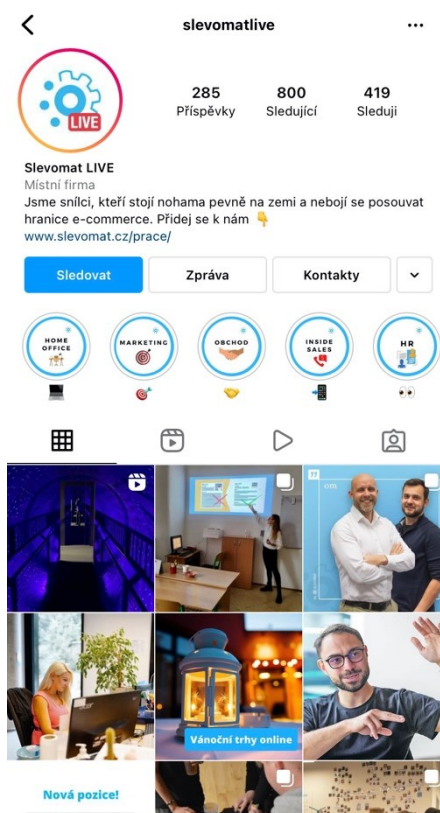 slevomatlive
LIVE
285 800 419
Příspěvky Sledující Sleduji
Slevomat LIVE
Místní firma
Jsme snílci, kteří stojí nohama pevně na zemi a nebojí se posouvat
hranice e-commerce. Přidej se k nám 👇
www.slevomat.cz/prace/
Sledovat Zpráva Kontakty
HOME
OFFICE
MARKETING
OBCHOD
INSIDE
SALES
HR
Vánoční trhy online
Nová pozice!